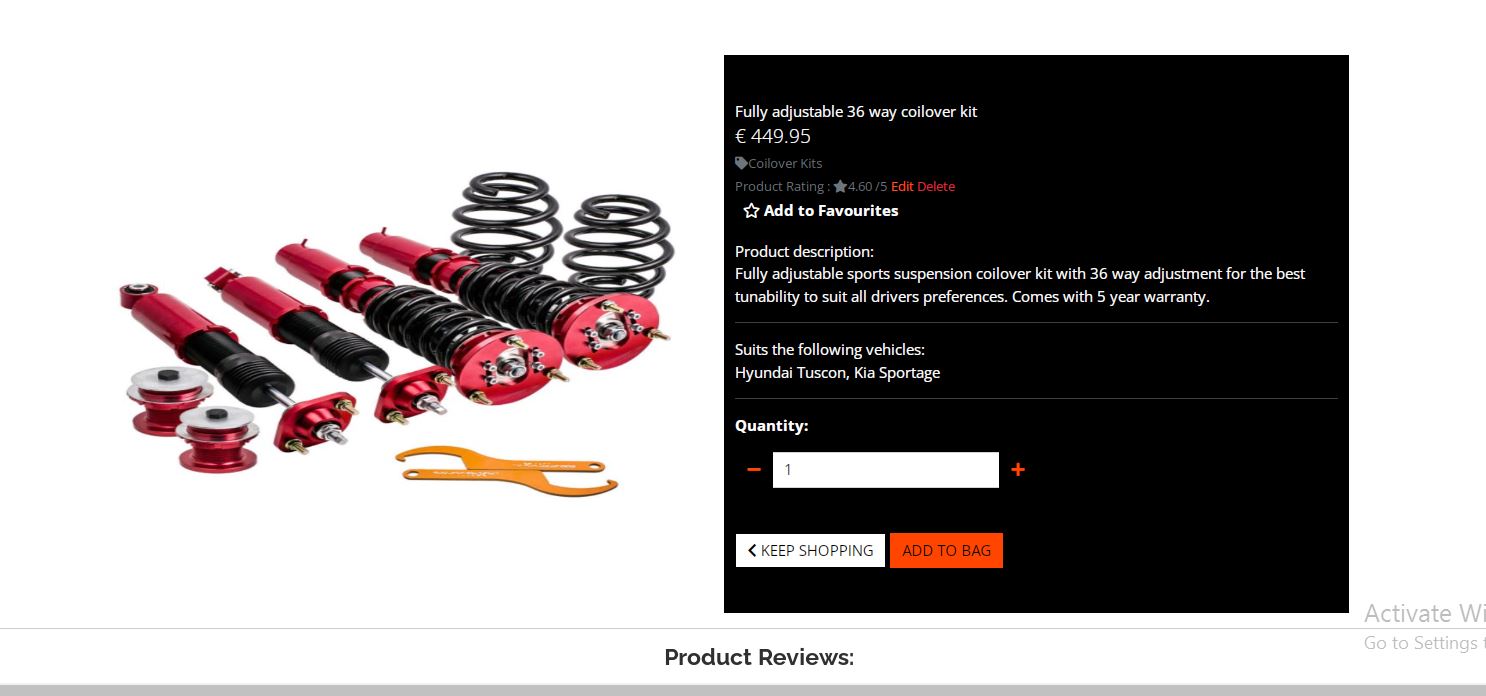 Fully adjustable 36 way coilover kit
€ 449.95
Coilover Kits
Product Rating : 4.60 /5 Edit Delete
Add to Favourites
Product description:
Fully adjustable sports suspension coilover kit with 36 way adjustment for the best
tunability to suit all drivers preferences. Comes with 5 year warranty.
Suits the following vehicles:
Hyundai Tuscon, Kia Sportage
Quantity:
1
KEEP SHOPPING ADD TO BAG
Activate Wi
Go to Settings t
Product Reviews: